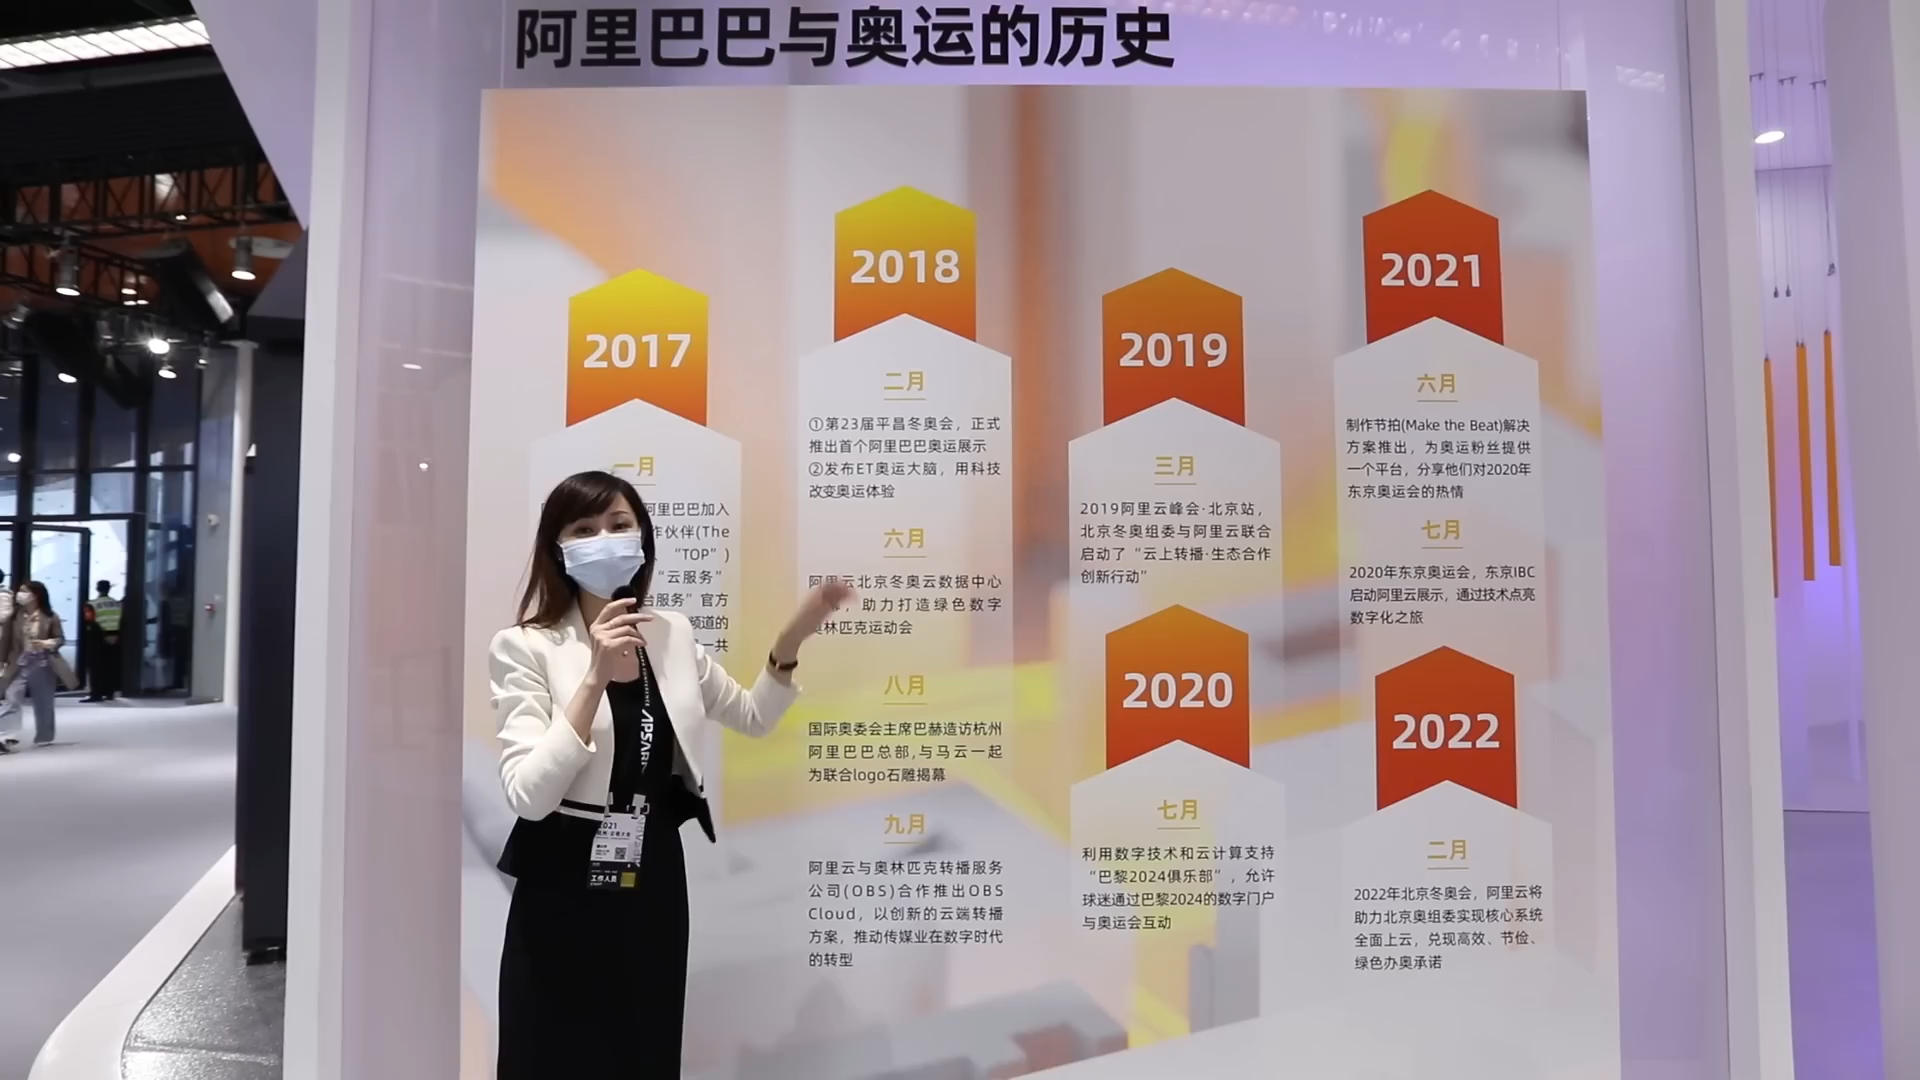 阿里巴巴与奥运的历史
2017
一月
阿里巴巴加入
作伙伴(The
“TOP”)
“云服务”
台服务”官方
频道的
一共
2018
二月
①第23届平昌冬奥会，正式
推出首个阿里巴巴奥运展示
②发布ET奥运大脑，用科技
改变奥运体验
六月
阿里云北京冬奥云数据中心
，助力打造绿色数字
奥林匹克运动会
八月
国际奥委会主席巴赫造访杭州
阿里巴巴总部,与马云一起
为联合logo石雕揭幕
九月
阿里云与奥林匹克转播服务
公司(OBS)合作推出OBS
Cloud，以创新的云端转播
方案，推动传媒业在数字时代
的转型
2019
三月
2019阿里云峰会·北京站，
北京冬奥组委与阿里云联合
启动了“云上转播·生态合作
创新行动”
2020
七月
利用数字技术和云计算支持
“巴黎2024俱乐部”，允许
球迷通过巴黎2024的数字门户
与奥运会互动
2021
六月
制作节拍(Make the Beat)解决
方案推出，为奥运粉丝提供
一个平台，分享他们对2020年
东京奥运会的热情
七月
2020年东京奥运会，东京IBC
启动阿里云展示，通过技术点亮
数字化之旅
2022
二月
2022年北京冬奥会，阿里云将
助力北京奥组委实现核心系统
全面上云，兑现高效、节俭、
绿色办奥承诺
APSARA
2021
工作人员